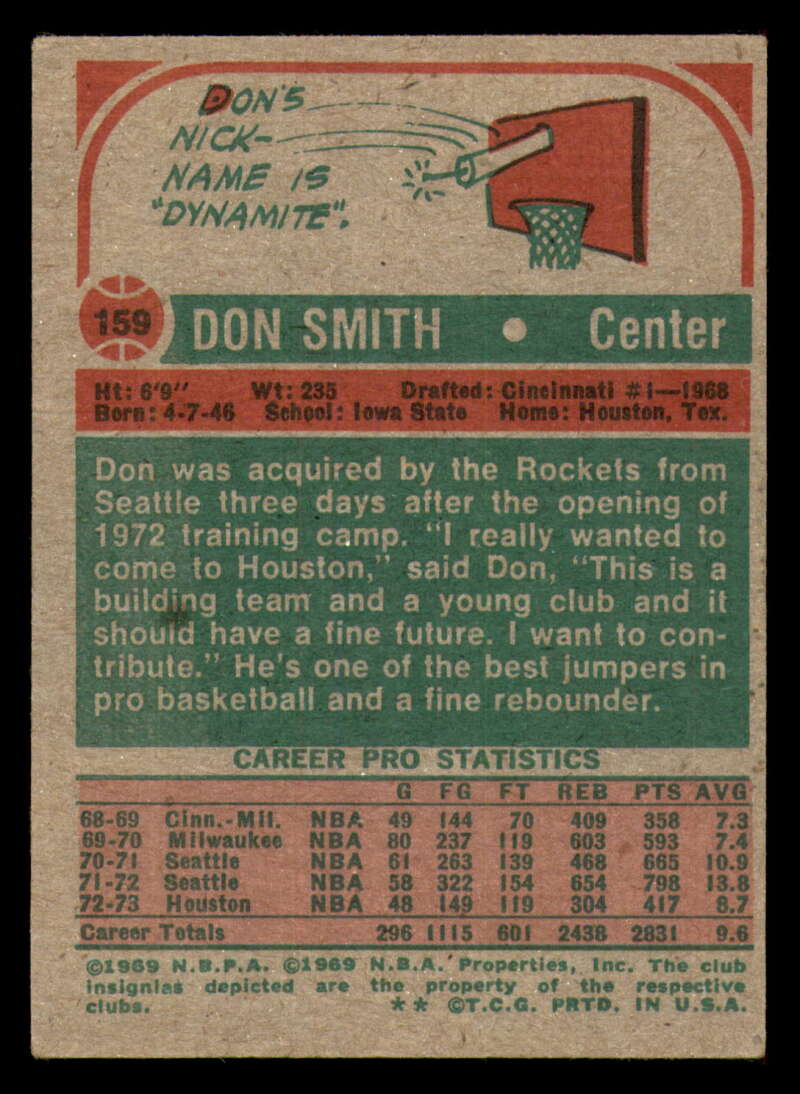 DON'S
NICK-
NAME IS
"DYNAMITE".
159 DON SMITH • Center
Ht: 6'9" Wt: 235 Drafted: Cincinnati #1—1968
Born: 4-7-46 School: Iowa State Home: Houston, Tex.
Don was acquired by the Rockets from
Seattle three days after the opening of
1972 training camp. "I really wanted to
come to Houston," said Don, "This is a
building team and a young club and it
should have a fine future. I want to con-
tribute." He's one of the best jumpers in
pro basketball and a fine rebounder.
CAREER PRO STATISTICS
G FG FT REB PTS AVG
68-69 Cinn.-Mil. NBA 49 144 70 409 358 7.3
69-70 Milwaukee NBA 80 237 119 603 593 7.4
70-71 Seattle NBA 61 263 139 468 665 10.9
71-72 Seattle NBA 58 322 154 654 798 13.8
72-73 Houston NBA 48 149 119 304 417 8.7
Career Totals 296 1115 601 2438 2831 9.6
©1969 N.B.P.A. ©1969 N.B.A. Properties, Inc. The club
insignias depicted are the property of the respective
clubs. ** ©T.C.G. PRTD. IN U.S.A.